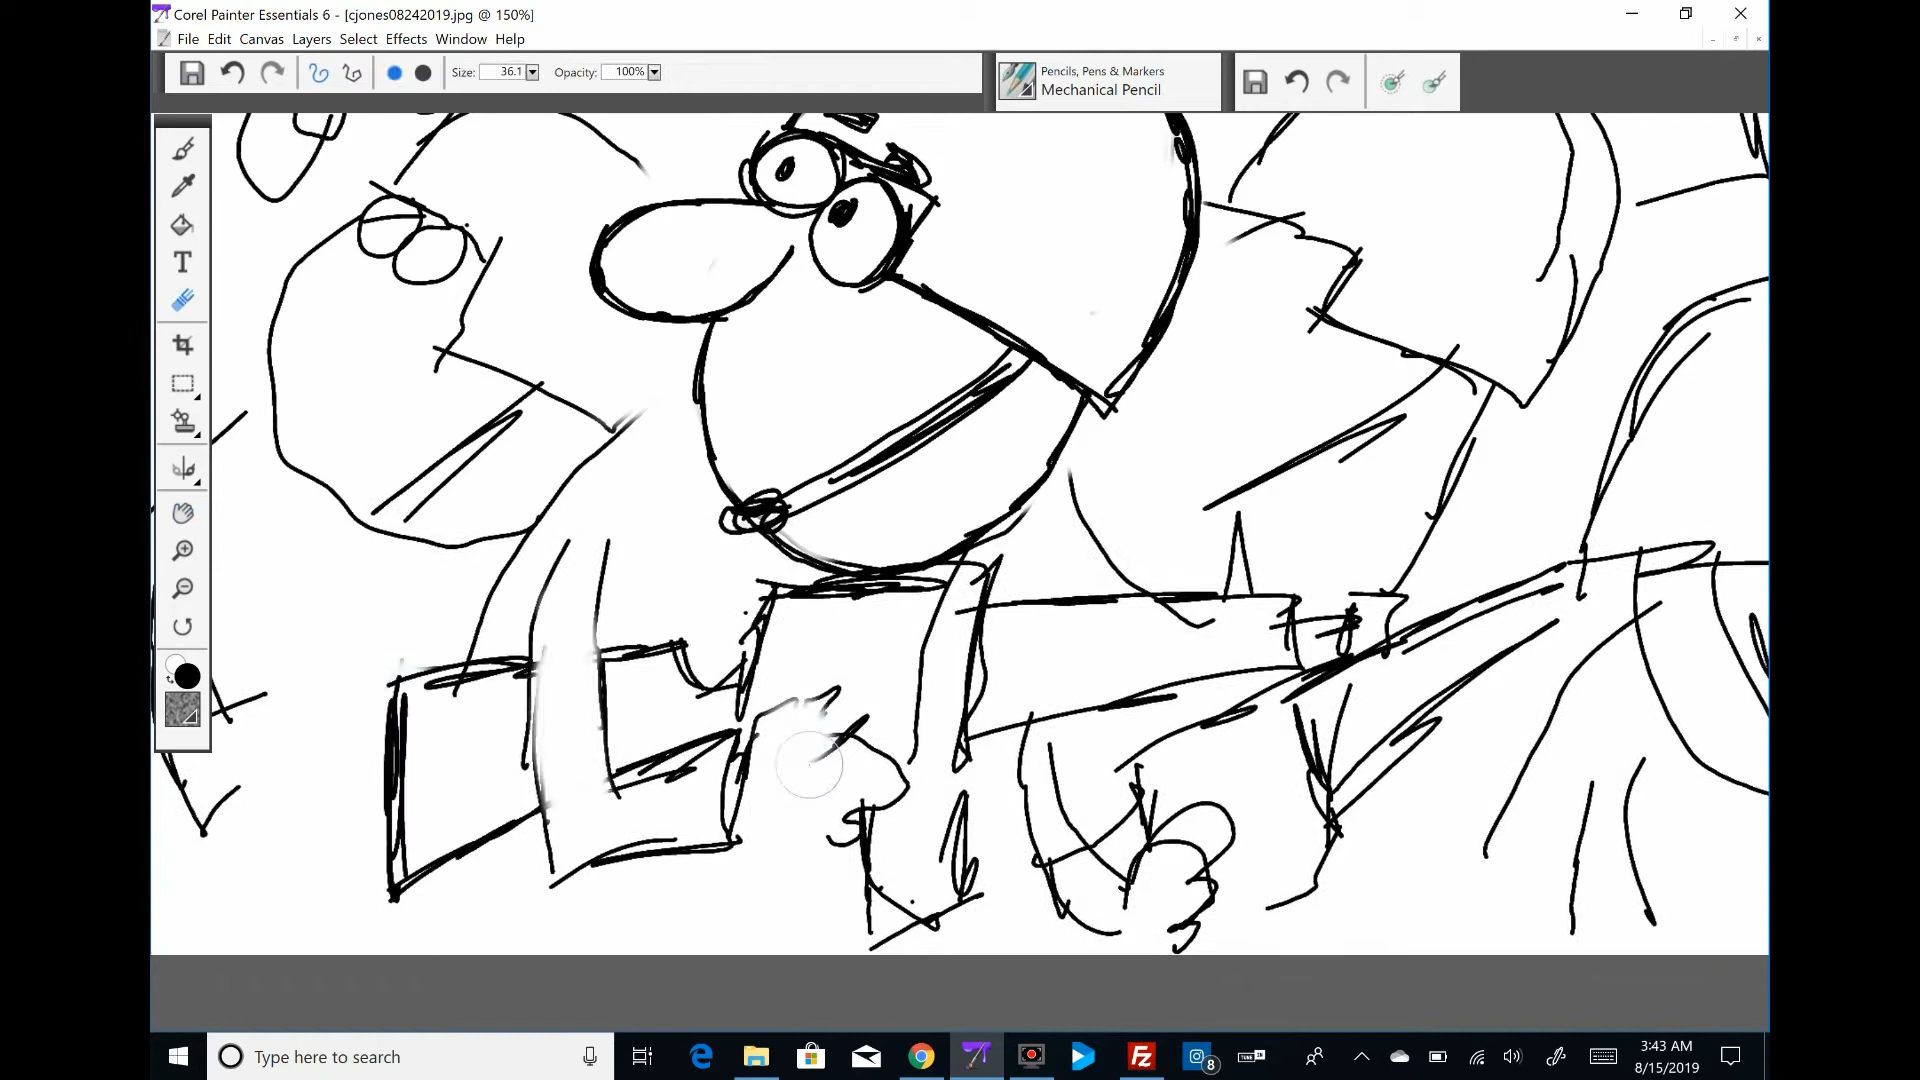 Corel Painter Essentials 6 - [cjones08242019.jpg @ 150%]
File Edit Canvas Layers Select Effects Window Help
Size: 36.1 Opacity: 100%
Pencils, Pens & Markers
Mechanical Pencil
T
Type here to search
8
3:43 AM
8/15/2019